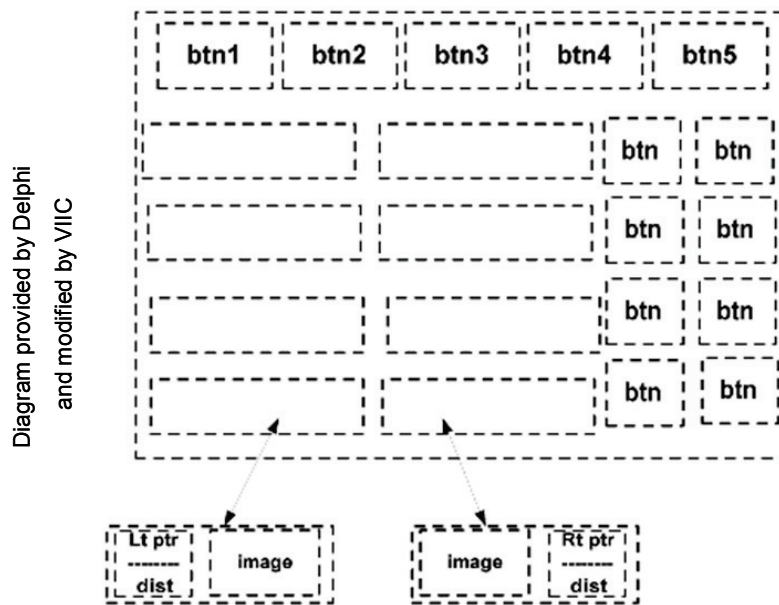 Diagram provided by Delphi
and modified by VIIC
btn1 btn2 btn3 btn4 btn5
btn btn
btn btn
btn btn
btn btn
Lt ptr
dist
image
image
Rt ptr
dist